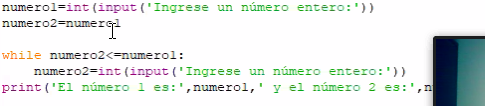 numero1=int(input('Ingrese un número entero:'))
numero2=numero1
while numero2<=numero1:
numero2=int(input('Ingrese un número entero:'))
print('El número 1 es:',numero1,' y el número 2 es:',n